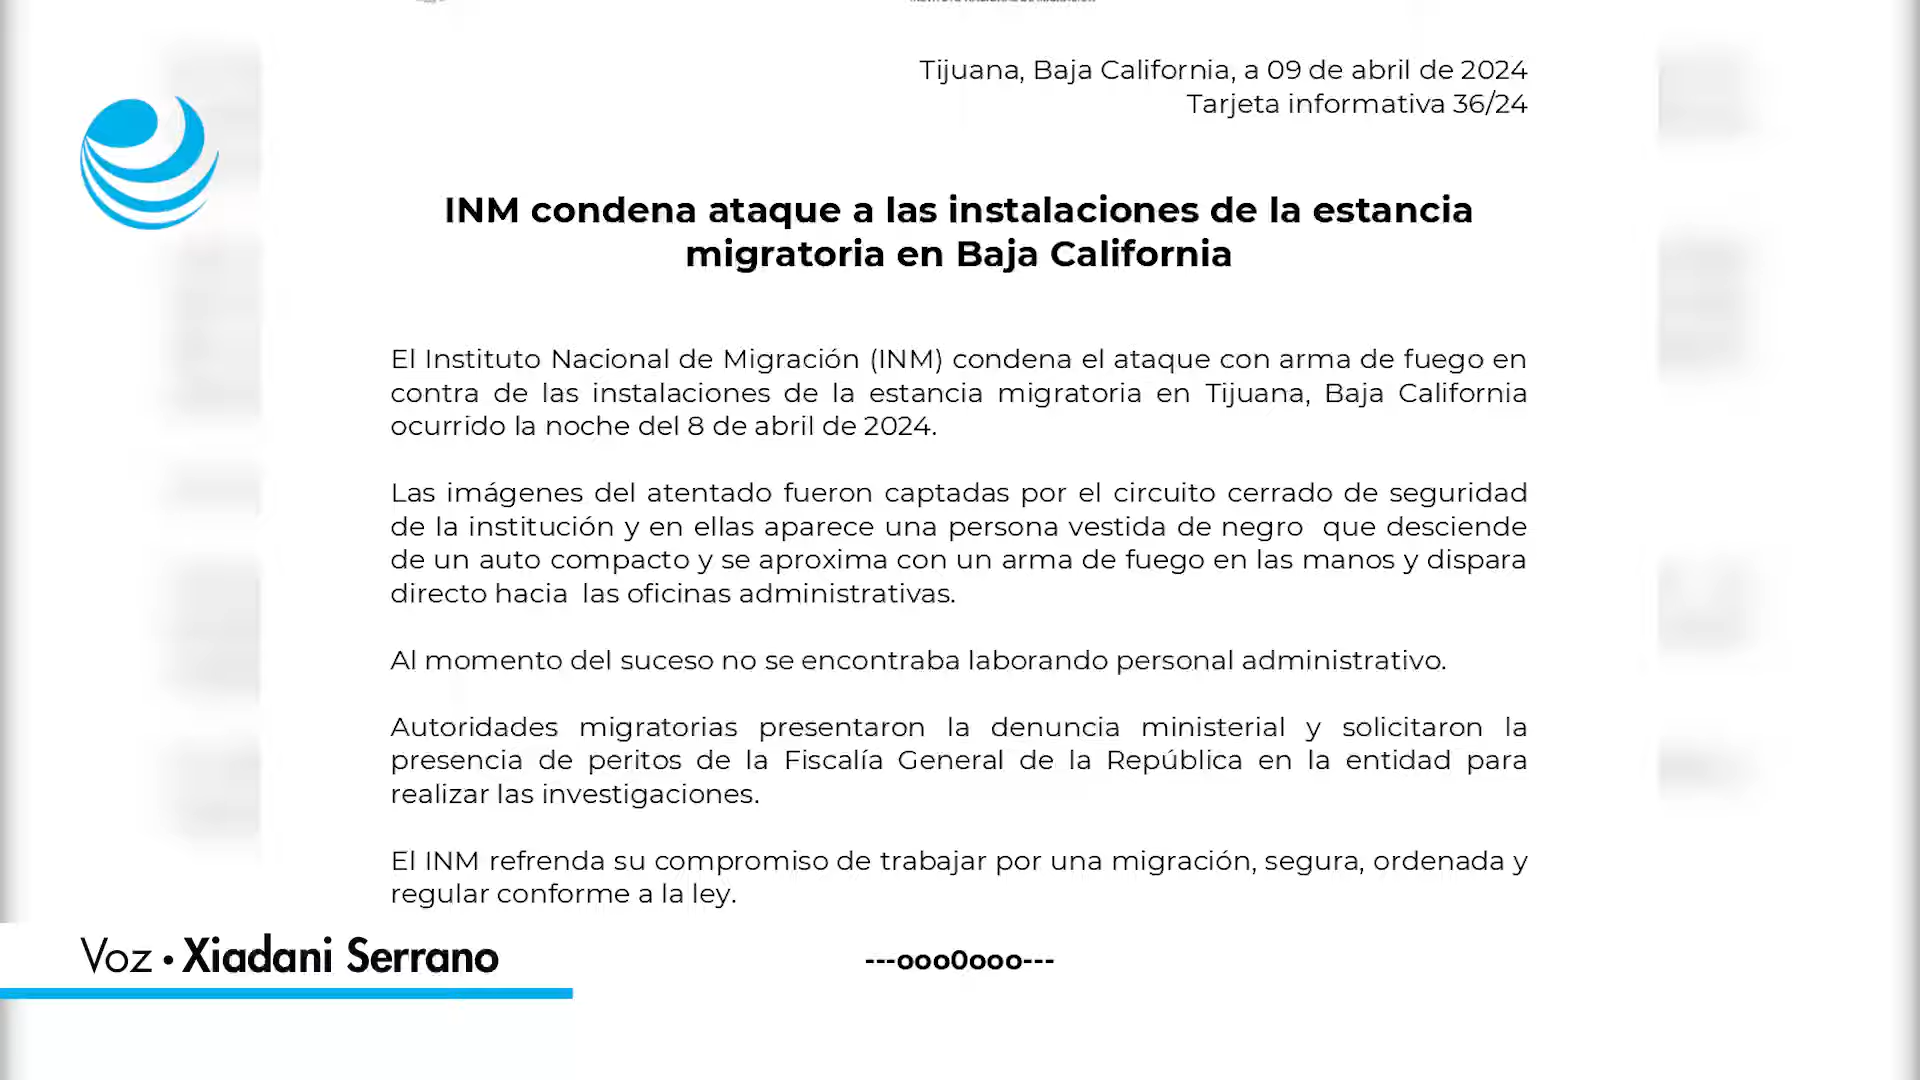 Tijuana, Baja California, a 09 de abril de 2024
Tarjeta informativa 36/24
INM condena ataque a las instalaciones de la estancia
migratoria en Baja California
El Instituto Nacional de Migración (INM) condena el ataque con arma de fuego en
contra de las instalaciones de la estancia migratoria en Tijuana, Baja California
ocurrido la noche del 8 de abril de 2024.
Las imágenes del atentado fueron captadas por el circuito cerrado de seguridad
de la institución y en ellas aparece una persona vestida de negro que desciende
de un auto compacto y se aproxima con un arma de fuego en las manos y dispara
directo hacia las oficinas administrativas.
Al momento del suceso no se encontraba laborando personal administrativo.
Autoridades migratorias presentaron la denuncia ministerial y solicitaron la
presencia de peritos de la Fiscalía General de la República en la entidad para
realizar las investigaciones.
El INM refrenda su compromiso de trabajar por una migración, segura, ordenada y
regular conforme a la ley.
---ooo0ooo---
Voz • Xiadani Serrano